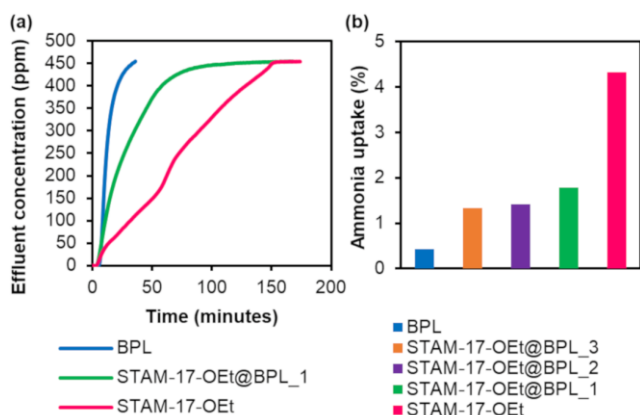 (a)
Effluent concentration (ppm)
500
450
400
350
300
250
200
150
100
50
0
0 50 100 150 200
Time (minutes)
BPL
STAM-17-OEt@BPL_1
STAM-17-OEt
(b)
Ammonia uptake (%)
5
4
3
2
1
0
BPL
STAM-17-OEt@BPL_3
STAM-17-OEt@BPL_2
STAM-17-OEt@BPL_1
STAM-17-OEt